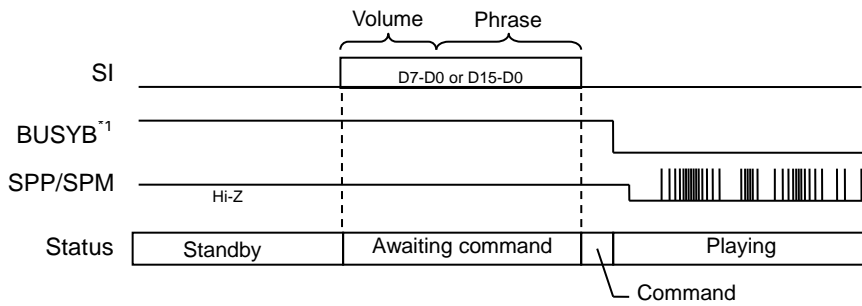 Volume Phrase
SI D7-D0 or D15-D0
BUSYB*1
SPP/SPM
Hi-Z
Status Standby Awaiting command Playing
Command